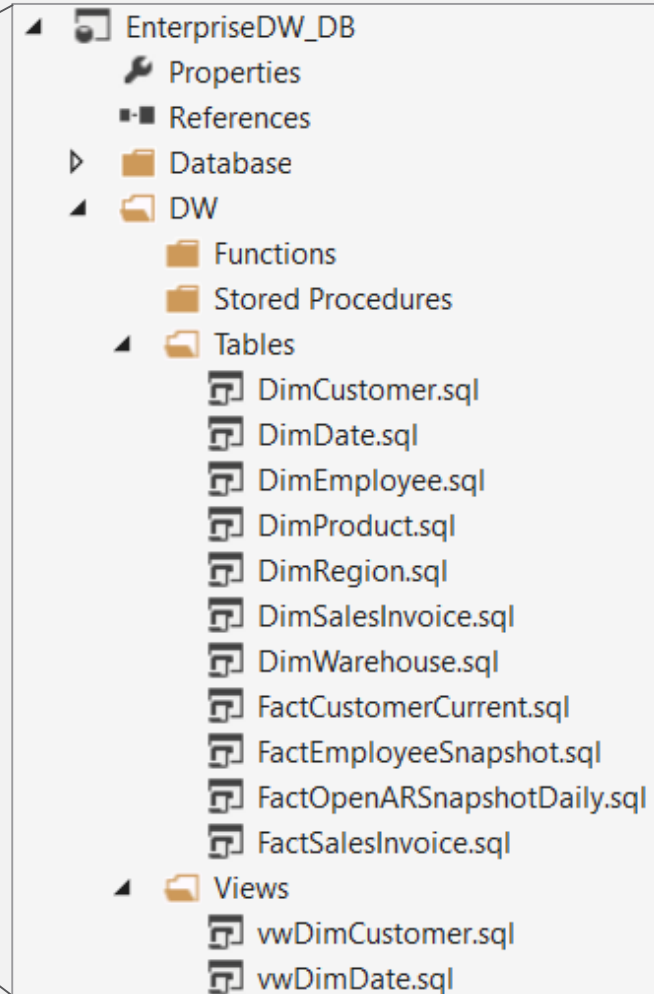 EnterpriseDW_DB
Properties
References
Database
DW
Functions
Stored Procedures
Tables
DimCustomer.sql
DimDate.sql
DimEmployee.sql
DimProduct.sql
DimRegion.sql
DimSalesInvoice.sql
DimWarehouse.sql
FactCustomerCurrent.sql
FactEmployeeSnapshot.sql
FactOpenARSnapshotDaily.sql
FactSalesInvoice.sql
Views
vwDimCustomer.sql
vwDimDate.sql